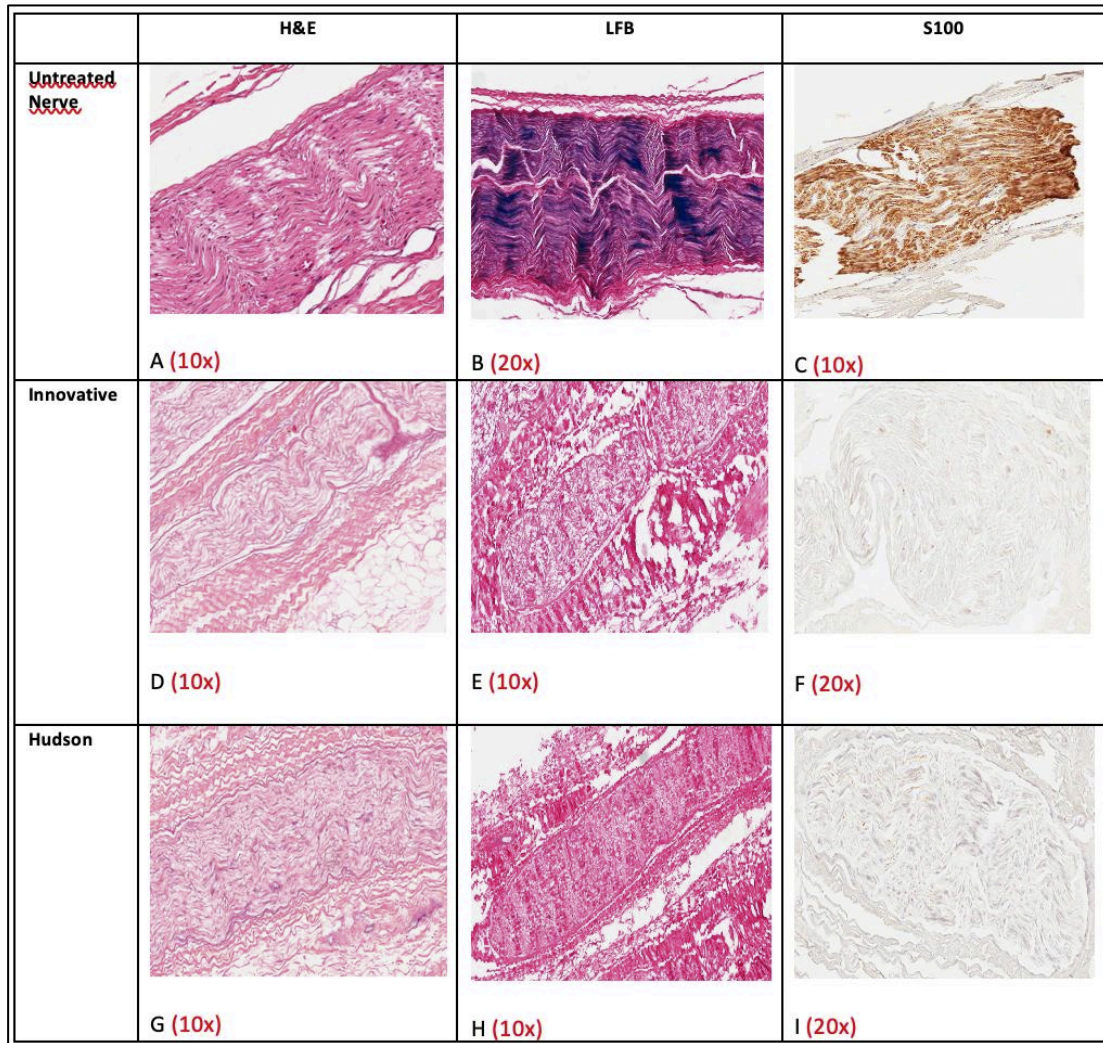 H&E
LFB
S100
Untreated
Nerve
A (10x)
B (20x)
C (10x)
Innovative
D (10x)
E (10x)
F (20x)
Hudson
G (10x)
H (10x)
I (20x)